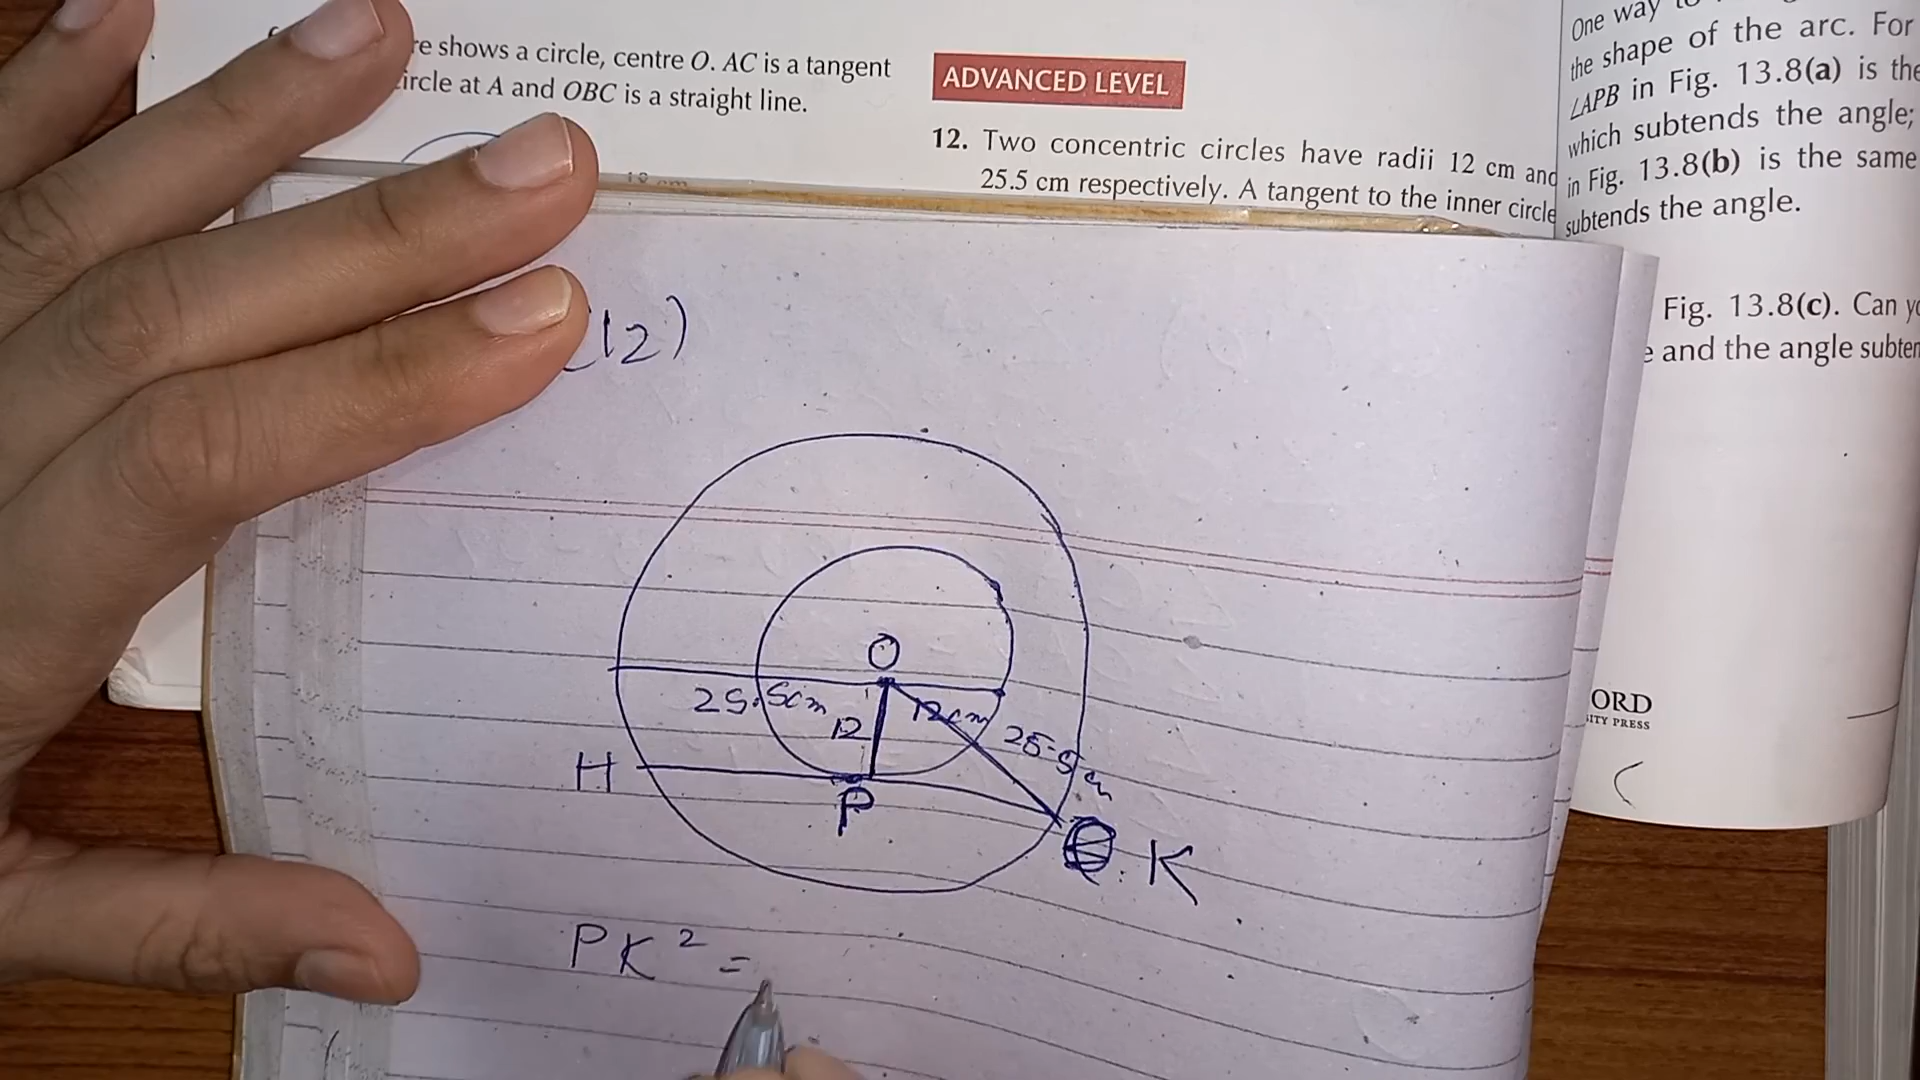 re shows a circle, centre O. AC is a tangent
ircle at A and OBC is a straight line.
ADVANCED LEVEL
12. Two concentric circles have radii 12 cm and
25.5 cm respectively. A tangent to the inner circle
One way to
the shape of the arc. For
∠APB in Fig. 13.8(a) is the
which subtends the angle;
in Fig. 13.8(b) is the same
subtends the angle.
Fig. 13.8(c). Can yo
e and the angle subten
ORD
ITY PRESS
(12)
O
25.5cm
12cm
12
25.5cm
H
P
K
PK² =